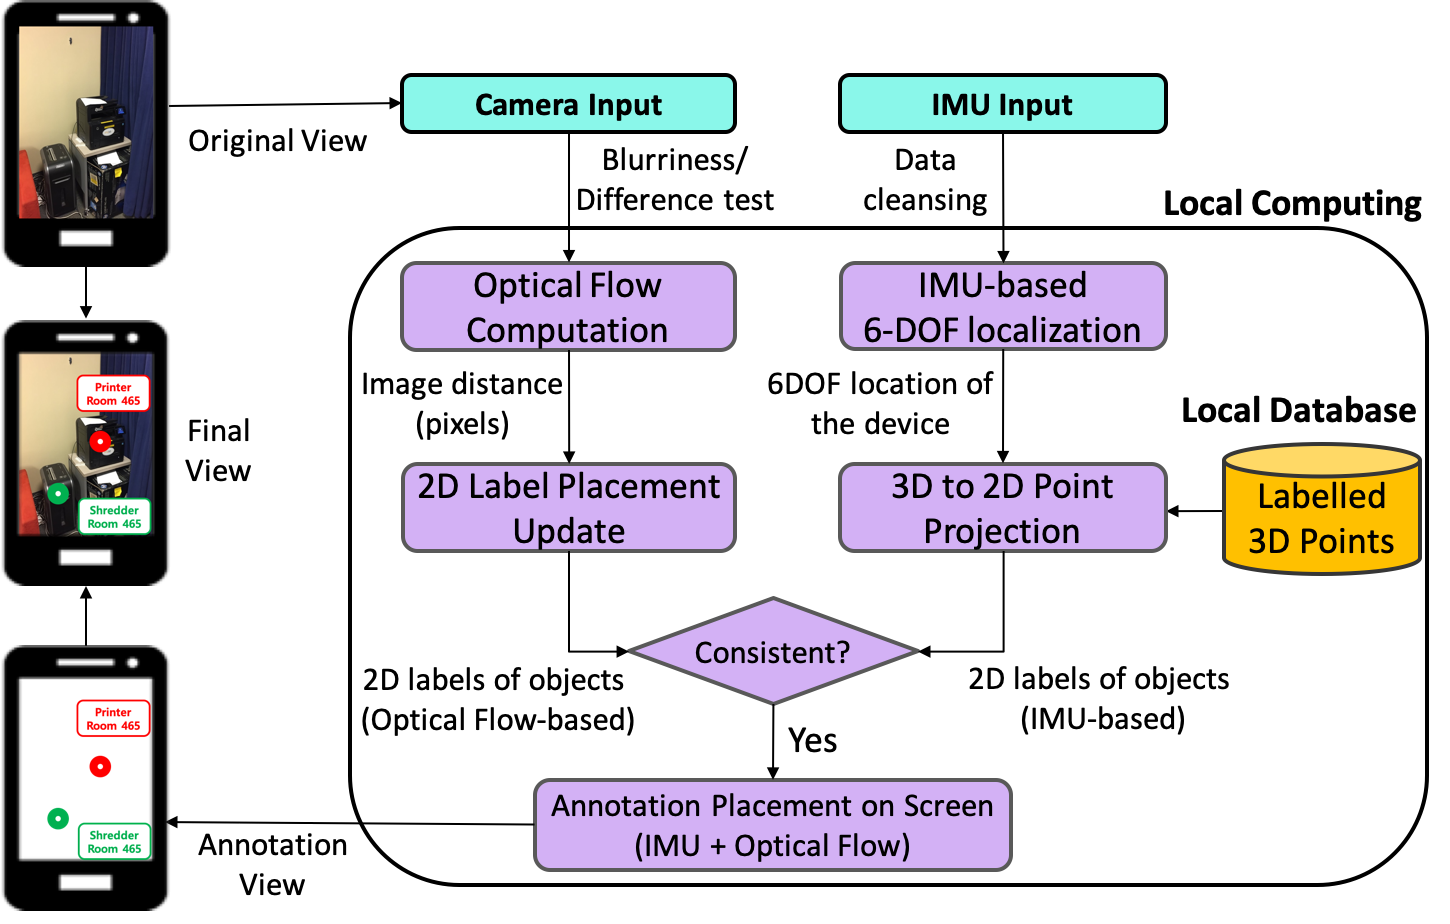 Camera Input
IMU Input
Original View
Blurriness/
Difference test
Data
cleansing
Local Computing
Optical Flow
Computation
IMU-based
6-DOF localization
Printer
Room 465
Shredder
Room 465
Final
View
Image distance
(pixels)
6DOF location of
the device
Local Database
2D Label Placement
Update
3D to 2D Point
Projection
Labelled
3D Points
Consistent?
2D labels of objects
(Optical Flow-based)
2D labels of objects
(IMU-based)
Yes
Printer
Room 465
Shredder
Room 465
Annotation
View
Annotation Placement on Screen
(IMU + Optical Flow)